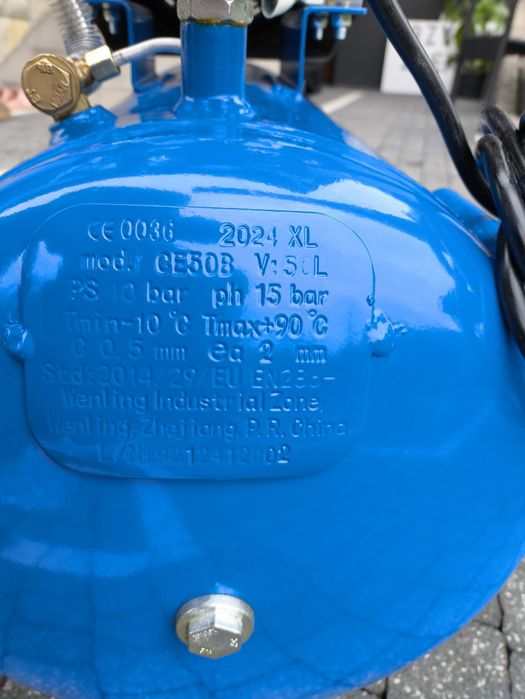 CE 0036 2024 XL
mod.: CE50B V: 50L
PS 10 bar ph 15 bar
Tmin-10 °C Tmax+90 °C
C 0.5 mm ea 2 mm
Std:2014/29/EU EN286-
Wenling Industrial Zone,
Wenling, Zhejiang, P.R. China